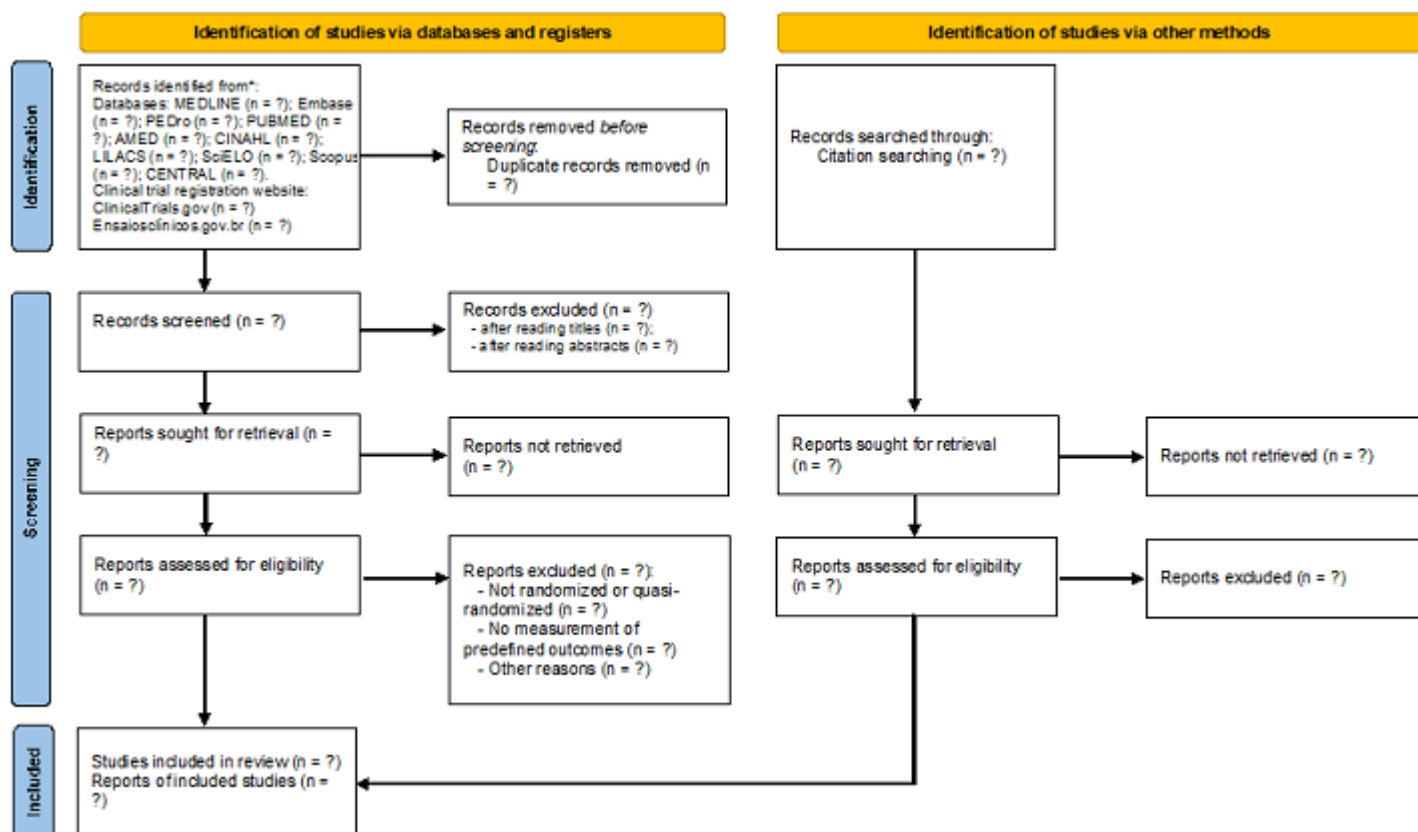 Identification of studies via databases and registers
Identification of studies via other methods
Identification
Records identified from*:
Databases: MEDLINE (n = ?); Embase
(n = ?); PEDro (n = ?); PUBMED (n =
?); AMED (n = ?); CINAHL (n = ?);
LILACS (n = ?); SciELO (n = ?); Scopus
(n = ?); CENTRAL (n = ?).
Clinical trial registration website:
ClinicalTrials.gov (n = ?)
Ensaiosclinicos.gov.br (n = ?)
Records removed before
screening:
Duplicate records removed (n
= ?)
Records searched through:
Citation searching (n = ?)
Screening
Records screened (n = ?)
Records excluded (n = ?)
- after reading titles (n = ?);
- after reading abstracts (n = ?)
Reports sought for retrieval (n =
?)
Reports not retrieved
(n = ?)
Reports sought for retrieval
(n = ?)
Reports not retrieved (n = ?)
Reports assessed for eligibility
(n = ?)
Reports excluded (n = ?):
- Not randomized or quasi-
randomized (n = ?)
- No measurement of
predefined outcomes (n = ?)
- Other reasons (n = ?)
Reports assessed for eligibility
(n = ?)
Reports excluded (n = ?)
Included
Studies included in review (n = ?)
Reports of included studies (n =
?)